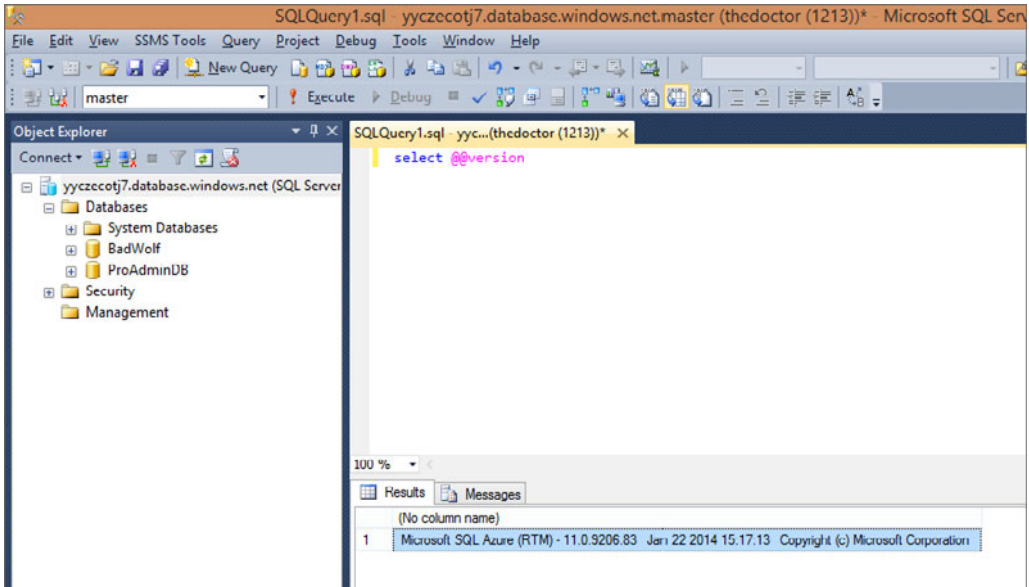 SQLQuery1.sql - yyczecotj7.database.windows.net.master (thedoctor (1213))* - Microsoft SQL Serv
File Edit View SSMS Tools Query Project Debug Tools Window Help
New Query
master Execute Debug
Object Explorer
SQLQuery1.sql - yyc...(thedoctor (1213))*
Connect
select @@version
yyczecotj7.database.windows.net (SQL Server
Databases
System Databases
BadWolf
ProAdminDB
Security
Management
100 %
Results Messages
(No column name)
1 Microsoft SQL Azure (RTM) - 11.0.9206.83 Jan 22 2014 15.17.13 Copyright (c) Microsoft Corporation